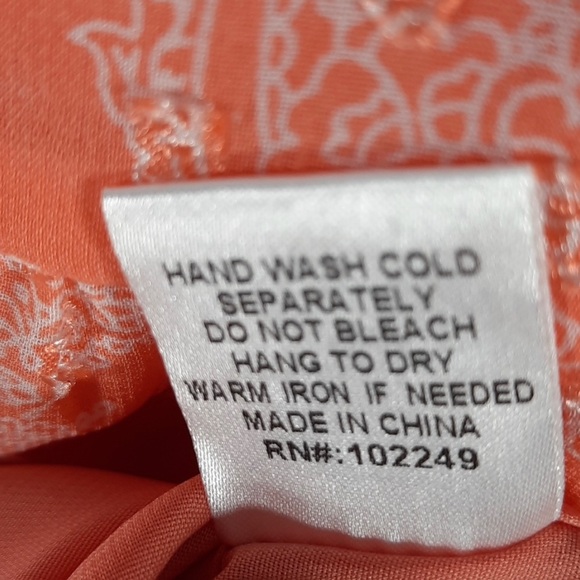 HAND WASH COLD
SEPARATELY
DO NOT BLEACH
HANG TO DRY
WARM IRON IF NEEDED
MADE IN CHINA
RN#:102249